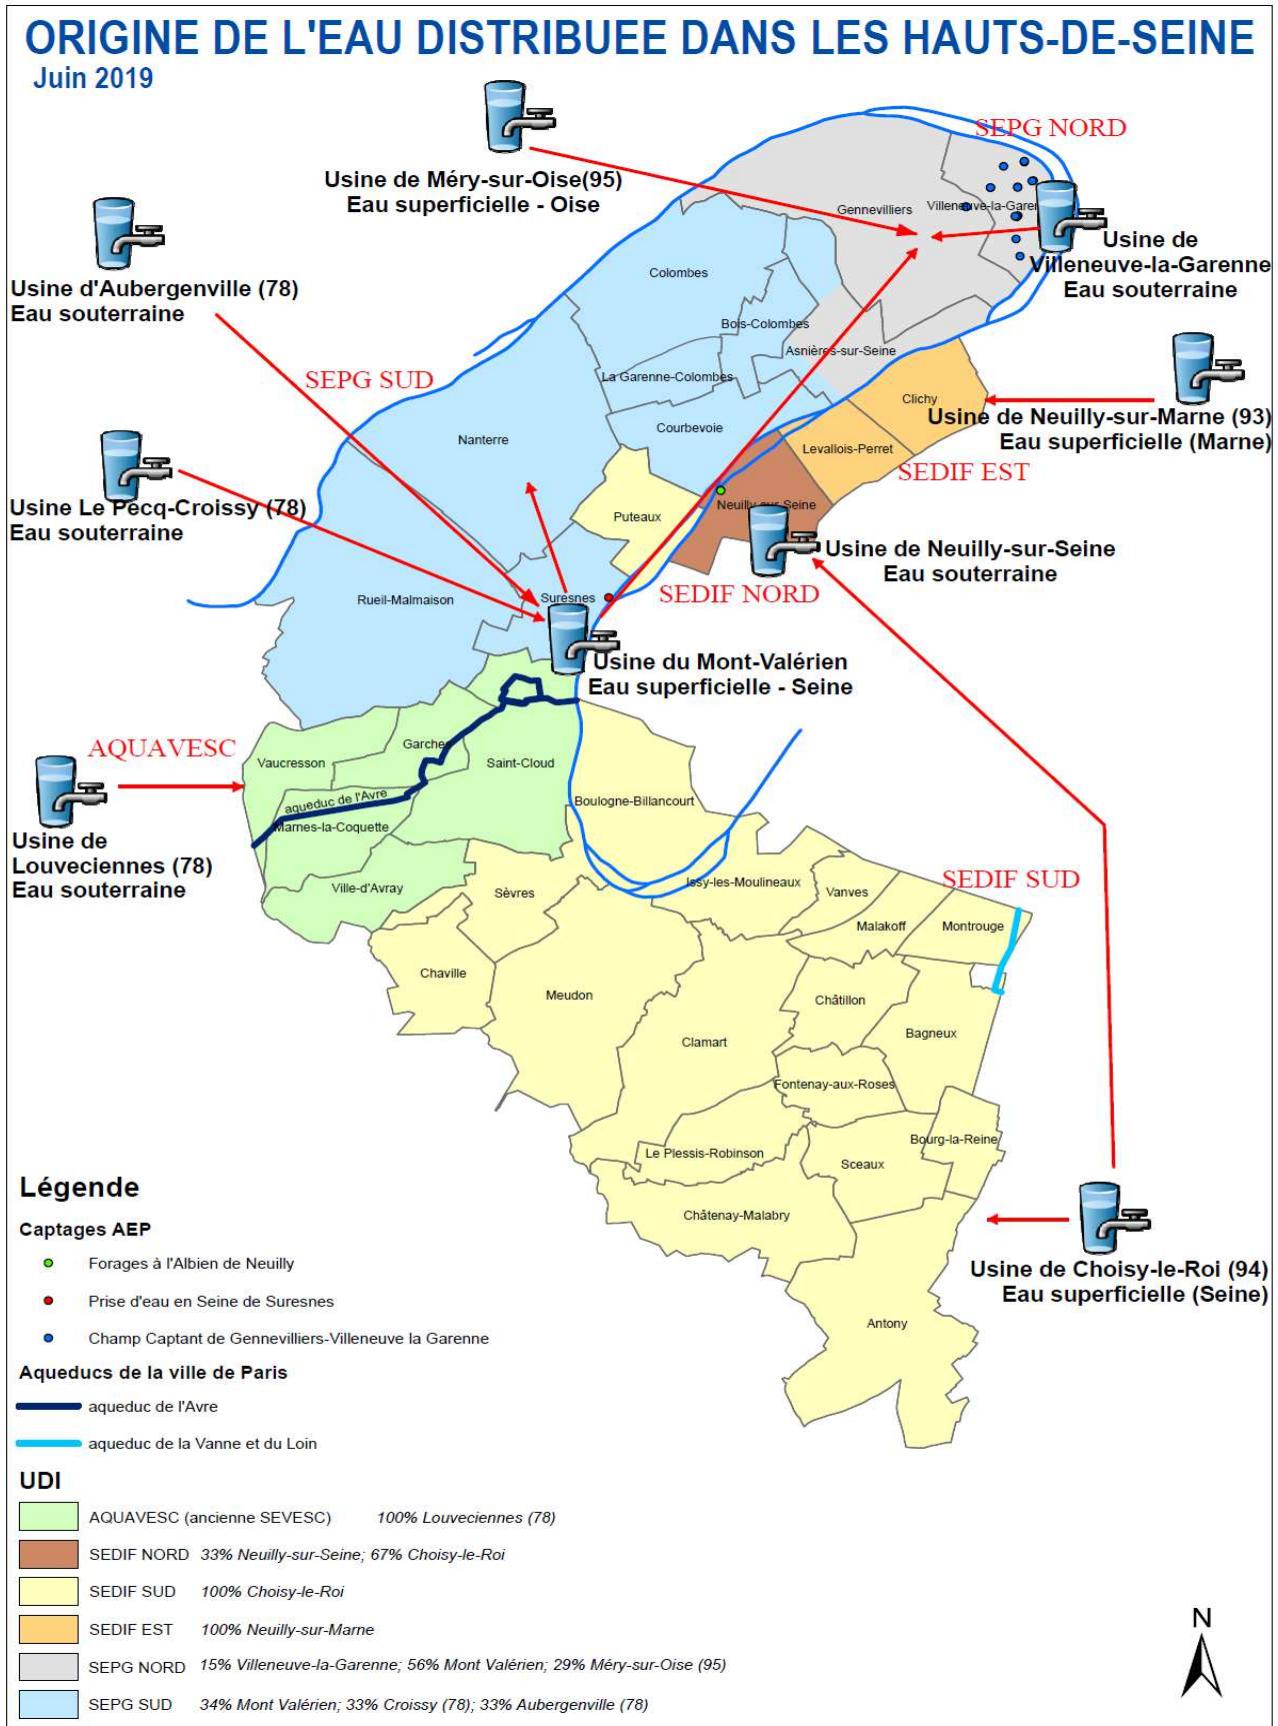 ORIGINE DE L'EAU DISTRIBUEE DANS LES HAUTS-DE-SEINE
Juin 2019
SEPG NORD
Usine de Méry-sur-Oise(95)
Eau superficielle - Oise
Gennevilliers
Villeneuve-la-Garen
Usine de
Villeneuve-la-Garenne
Eau souterraine
Usine d'Aubergenville (78)
Eau souterraine
Colombes
Bois-Colombes
Asnières-sur-Seine
La Garenne-Colombes
SEPG SUD
Clichy
Usine de Neuilly-sur-Marne (93)
Eau superficielle (Marne)
Courbevoie
Nanterre
Levallois-Perret
SEDIF EST
Usine Le Pecq-Croissy (78)
Eau souterraine
Puteaux
Neuilly-sur-Seine
Usine de Neuilly-sur-Seine
Eau souterraine
SEDIF NORD
Rueil-Malmaison
Suresnes
Usine du Mont-Valérien
Eau superficielle - Seine
AQUAVESC
Vaucresson
Garches
Saint-Cloud
aqueduc de l'Avre
Marnes-la-Coquette
Boulogne-Billancourt
Usine de
Louveciennes (78)
Eau souterraine
Ville-d'Avray
Sèvres
Issy-les-Moulineaux
Vanves
SEDIF SUD
Malakoff
Montrouge
Chaville
Meudon
Châtillon
Bagneux
Clamart
Fontenay-aux-Roses
Bourg-la-Reine
Le Plessis-Robinson
Sceaux
Châtenay-Malabry
Usine de Choisy-le-Roi (94)
Eau superficielle (Seine)
Antony
Légende
Captages AEP
Forages à l'Albien de Neuilly
Prise d'eau en Seine de Suresnes
Champ Captant de Gennevilliers-Villeneuve la Garenne
Aqueducs de la ville de Paris
aqueduc de l'Avre
aqueduc de la Vanne et du Loin
UDI
AQUAVESC (ancienne SEVESC) 100% Louveciennes (78)
SEDIF NORD 33% Neuilly-sur-Seine; 67% Choisy-le-Roi
SEDIF SUD 100% Choisy-le-Roi
SEDIF EST 100% Neuilly-sur-Marne
SEPG NORD 15% Villeneuve-la-Garenne; 56% Mont Valérien; 29% Méry-sur-Oise (95)
SEPG SUD 34% Mont Valérien; 33% Croissy (78); 33% Aubergenville (78)
N